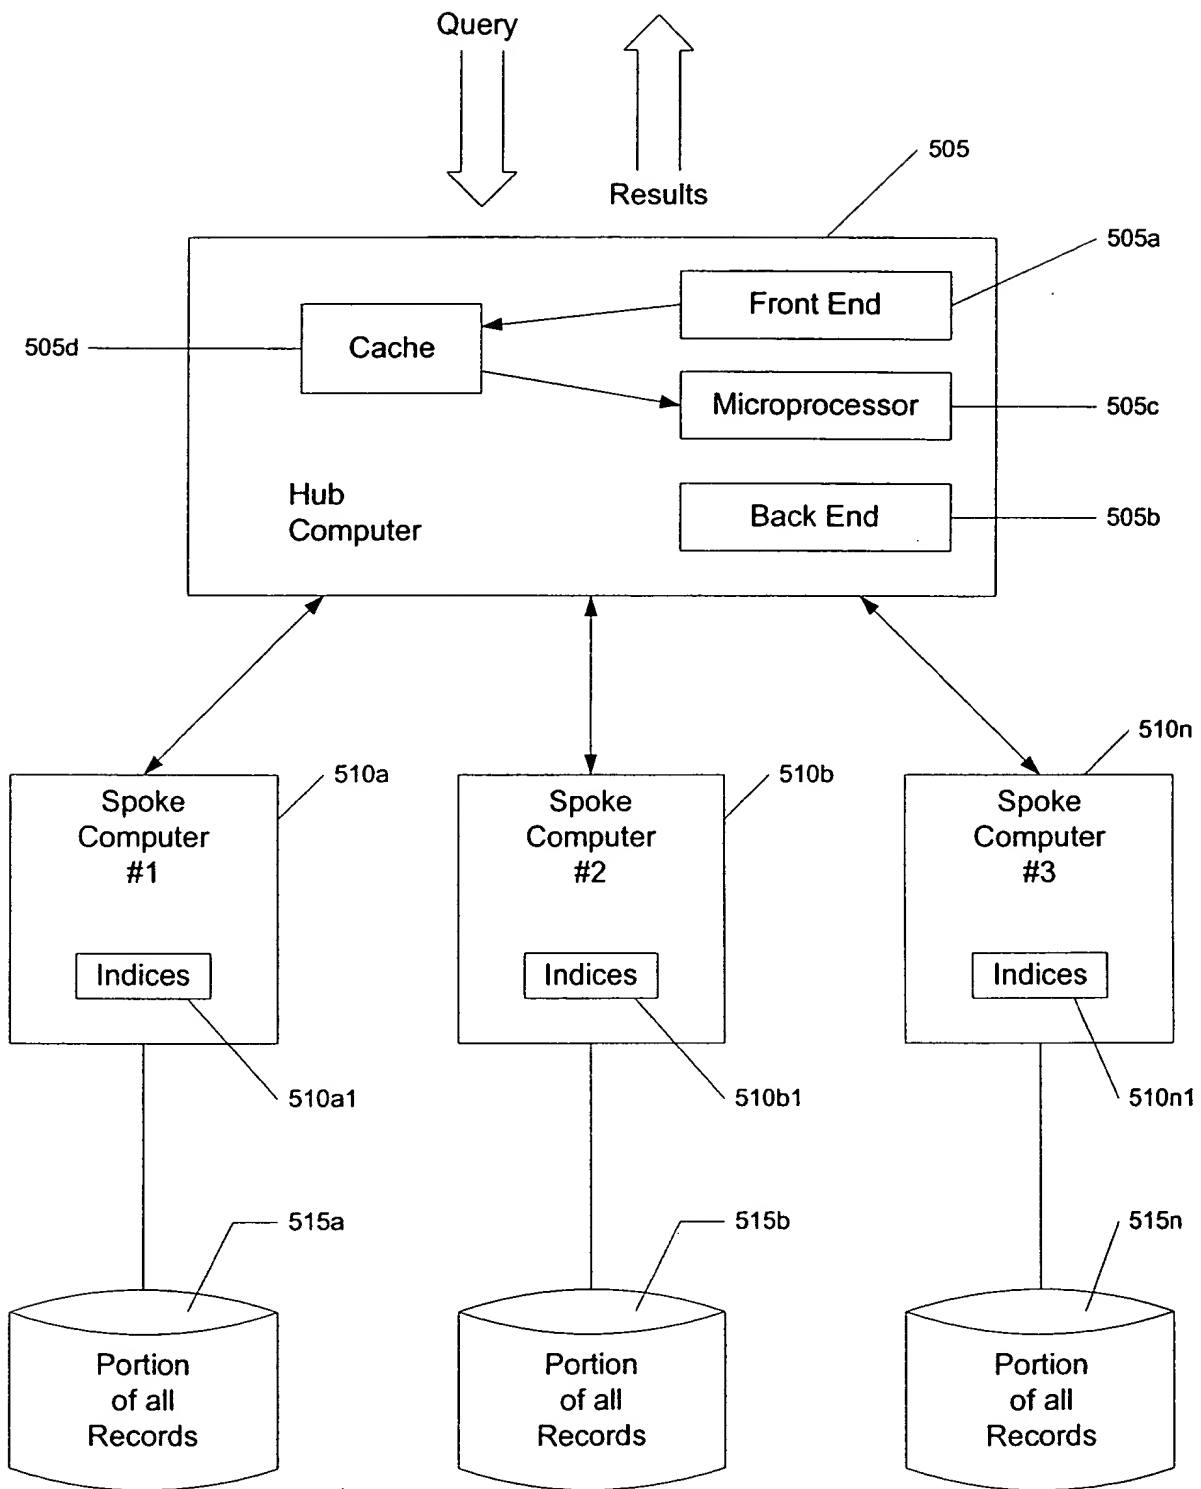 Query
Results
505
505a
Front End
505d
Cache
Microprocessor
505c
Hub
Computer
Back End
505b
510n
510a
510b
Spoke
Computer
#1
Spoke
Computer
#2
Spoke
Computer
#3
Indices
Indices
Indices
510a1
510b1
510n1
515a
515b
515n
Portion
of all
Records
Portion
of all
Records
Portion
of all
Records